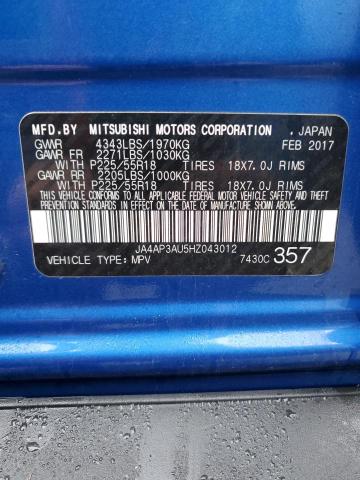 MFD.BY MITSUBISHI MOTORS CORPORATION , JAPAN
GVWR 4343LBS/1970KG FEB 2017
GAWR FR 2271LBS/1030KG
WITH P225/55R18 TIRES 18X7.0J RIMS
GAWR RR 2205LBS/1000KG
WITH P225/55R18 TIRES 18X7.0J RIMS
THIS VEHICLE CONFORMS TO ALL APPLICABLE FEDERAL MOTOR VEHICLE
SAFETY AND THEFT PREVENTION STANDARDS IN
EFFECT ON THE DATE OF MANUFACTURE SHOWN ABOVE.
JA4AP3AU5HZ043012
VEHICLE TYPE: MPV 7430C 357